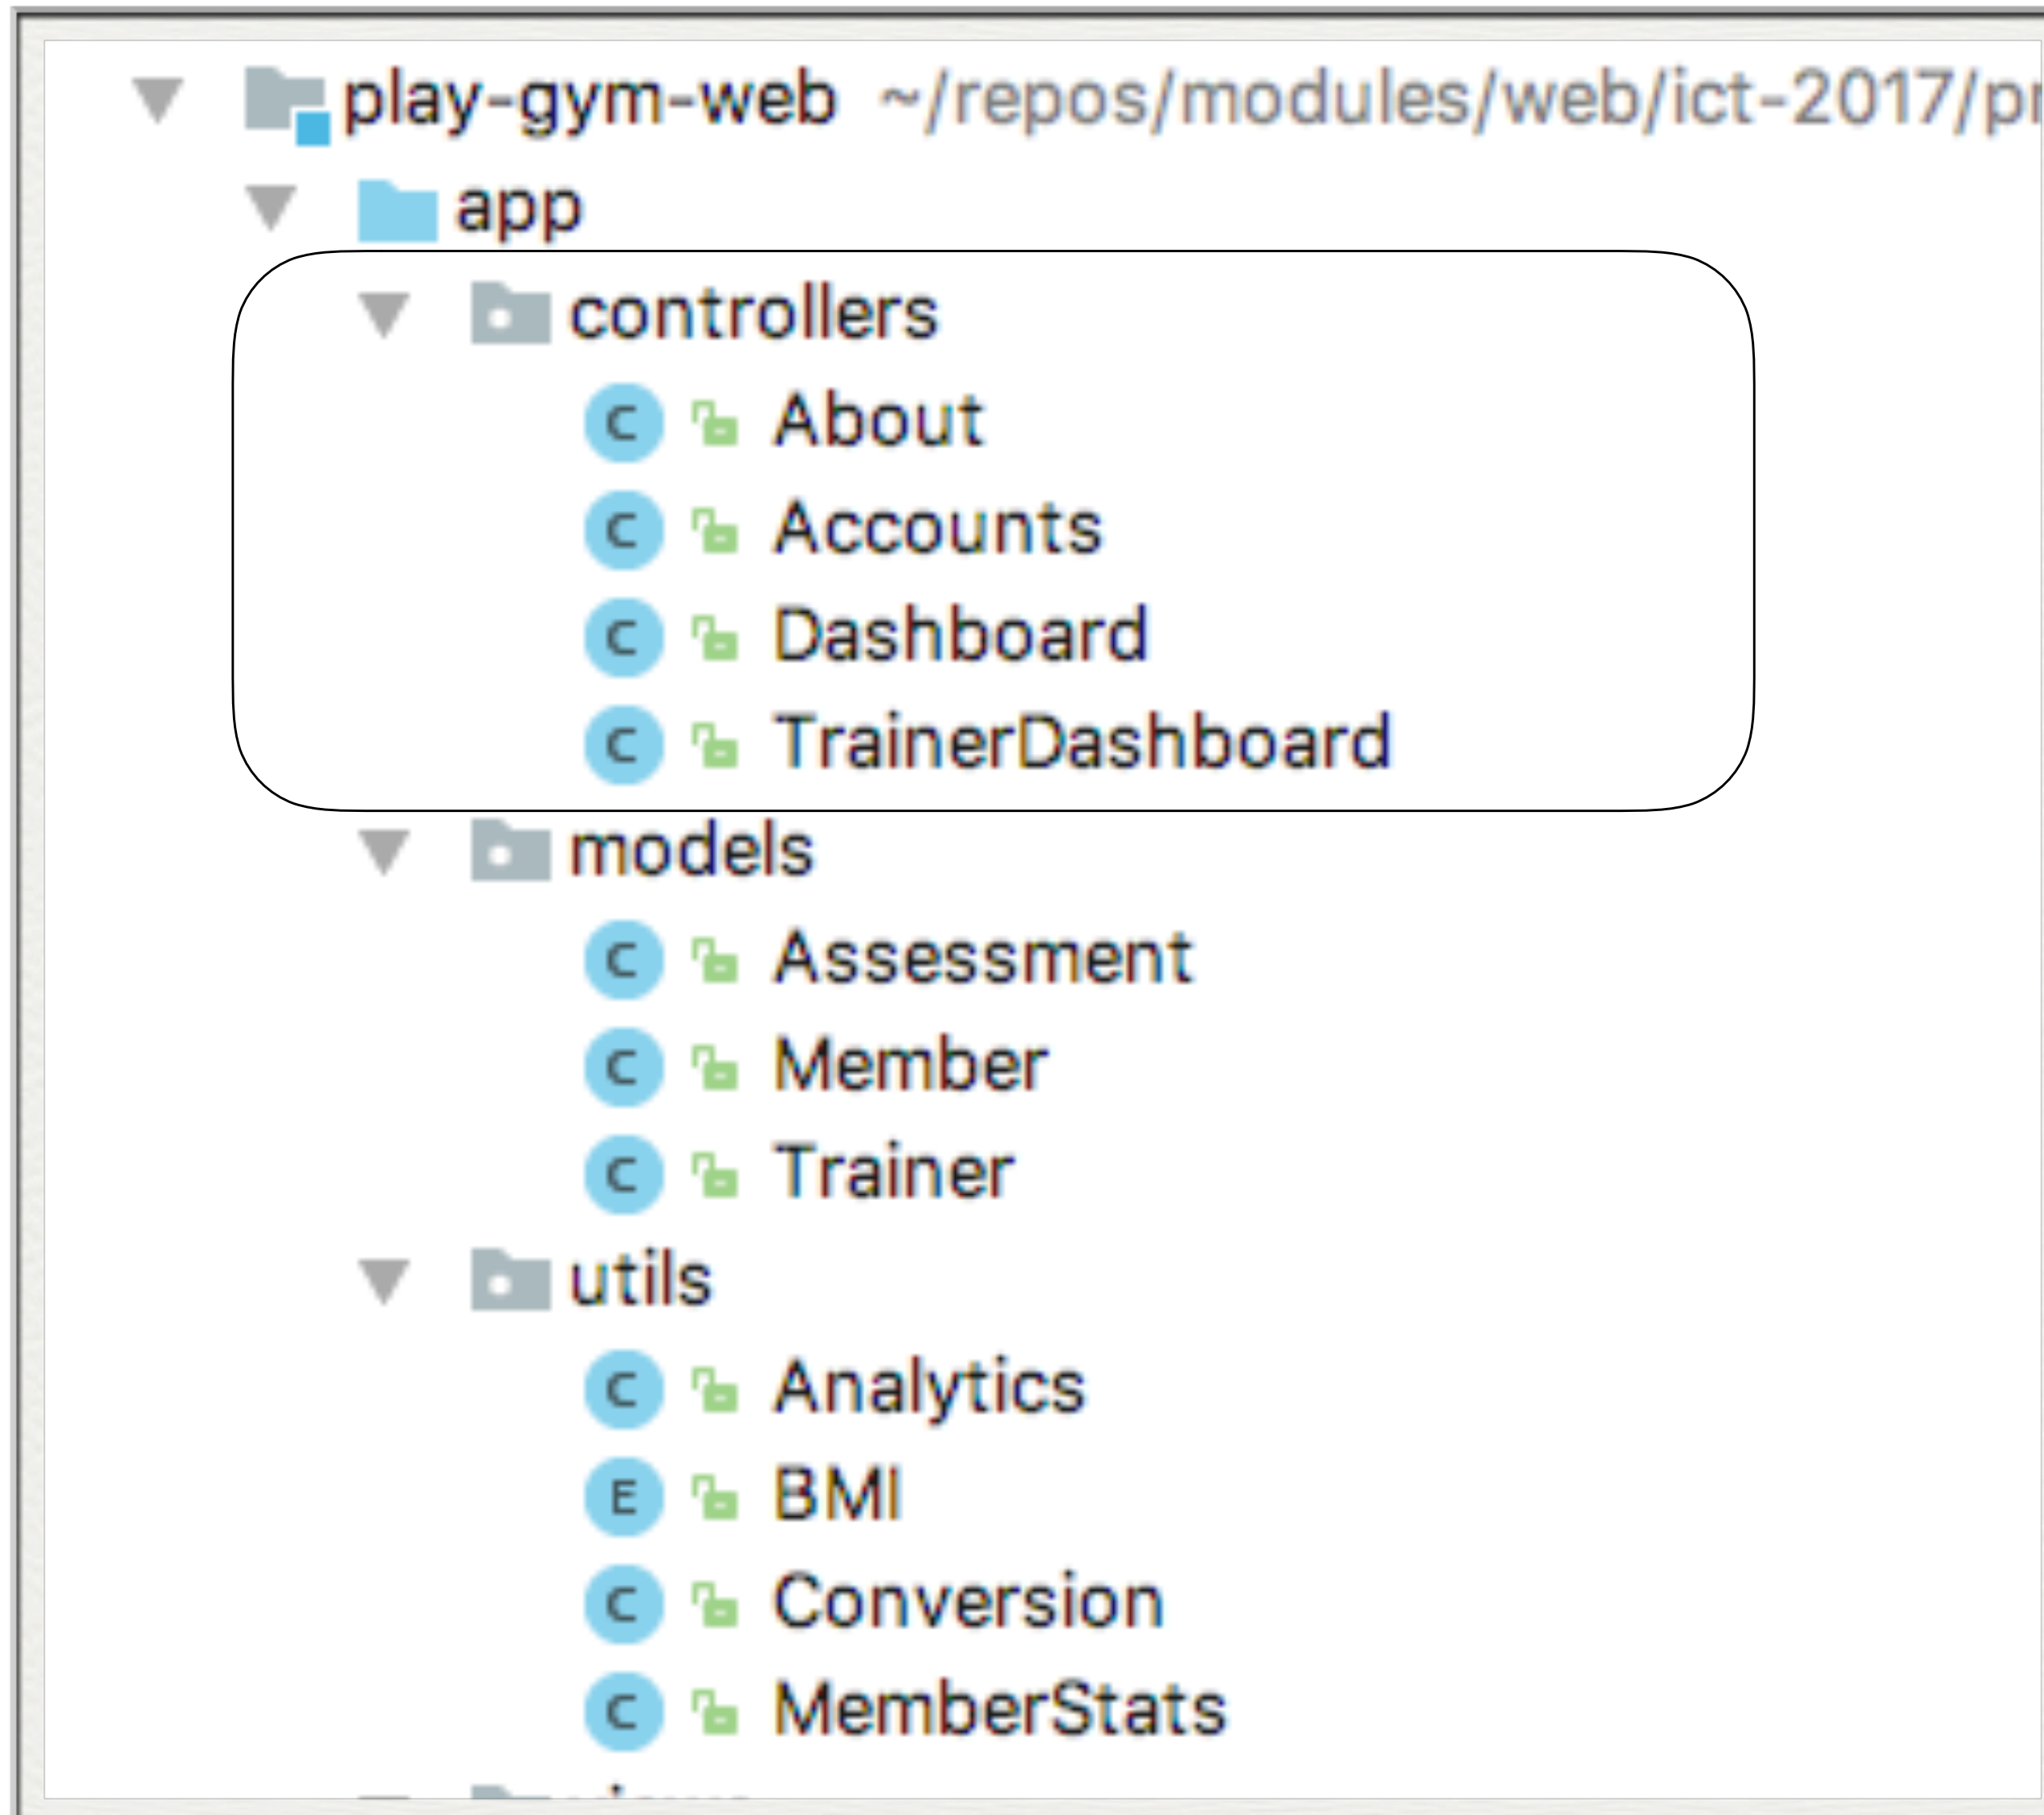 play-gym-web ~/repos/modules/web/ict-2017/pr
app
controllers
C About
C Accounts
C Dashboard
C TrainerDashboard
models
C Assessment
C Member
C Trainer
utils
C Analytics
E BMI
C Conversion
C MemberStats